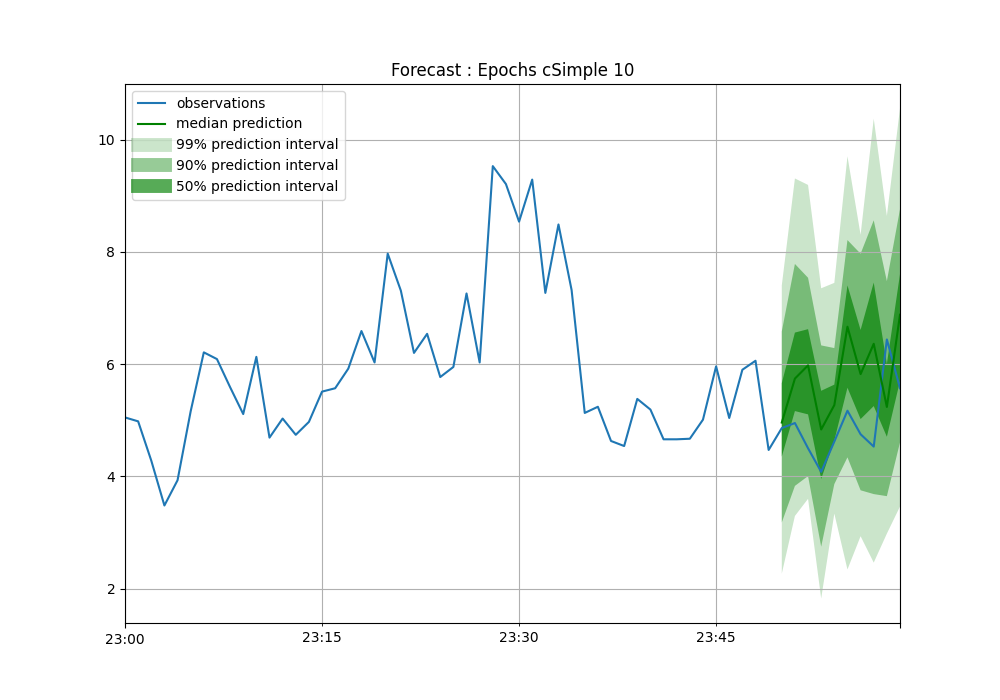 Forecast : Epochs cSimple 10
observations
median prediction
99% prediction interval
90% prediction interval
50% prediction interval
10
8
6
4
2
23:00
23:15
23:30
23:45